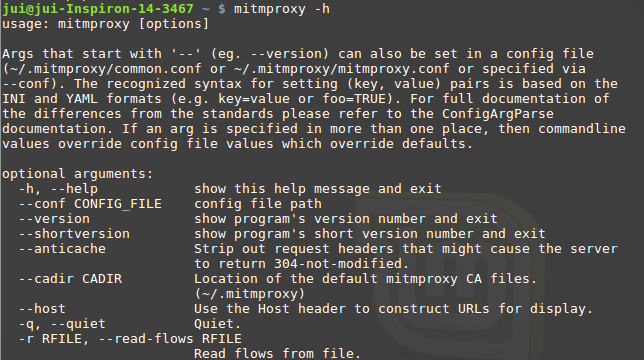 jui@jui-Inspiron-14-3467 ~ $ mitmproxy -h
usage: mitmproxy [options]

Args that start with '--' (eg. --version) can also be set in a config file
(~/.mitmproxy/common.conf or ~/.mitmproxy/mitmproxy.conf or specified via
--conf). The recognized syntax for setting (key, value) pairs is based on the
INI and YAML formats (e.g. key=value or foo=TRUE). For full documentation of
the differences from the standards please refer to the ConfigArgParse
documentation. If an arg is specified in more than one place, then commandline
values override config file values which override defaults.

optional arguments:
  -h, --help            show this help message and exit
  --conf CONFIG_FILE    config file path
  --version             show program's version number and exit
  --shortversion        show program's short version number and exit
  --anticache           Strip out request headers that might cause the server
                        to return 304-not-modified.
  --cadir CADIR         Location of the default mitmproxy CA files.
                        (~/.mitmproxy)
  --host                Use the Host header to construct URLs for display.
  -q, --quiet           Quiet.
  -r RFILE, --read-flows RFILE
                        Read flows from file.